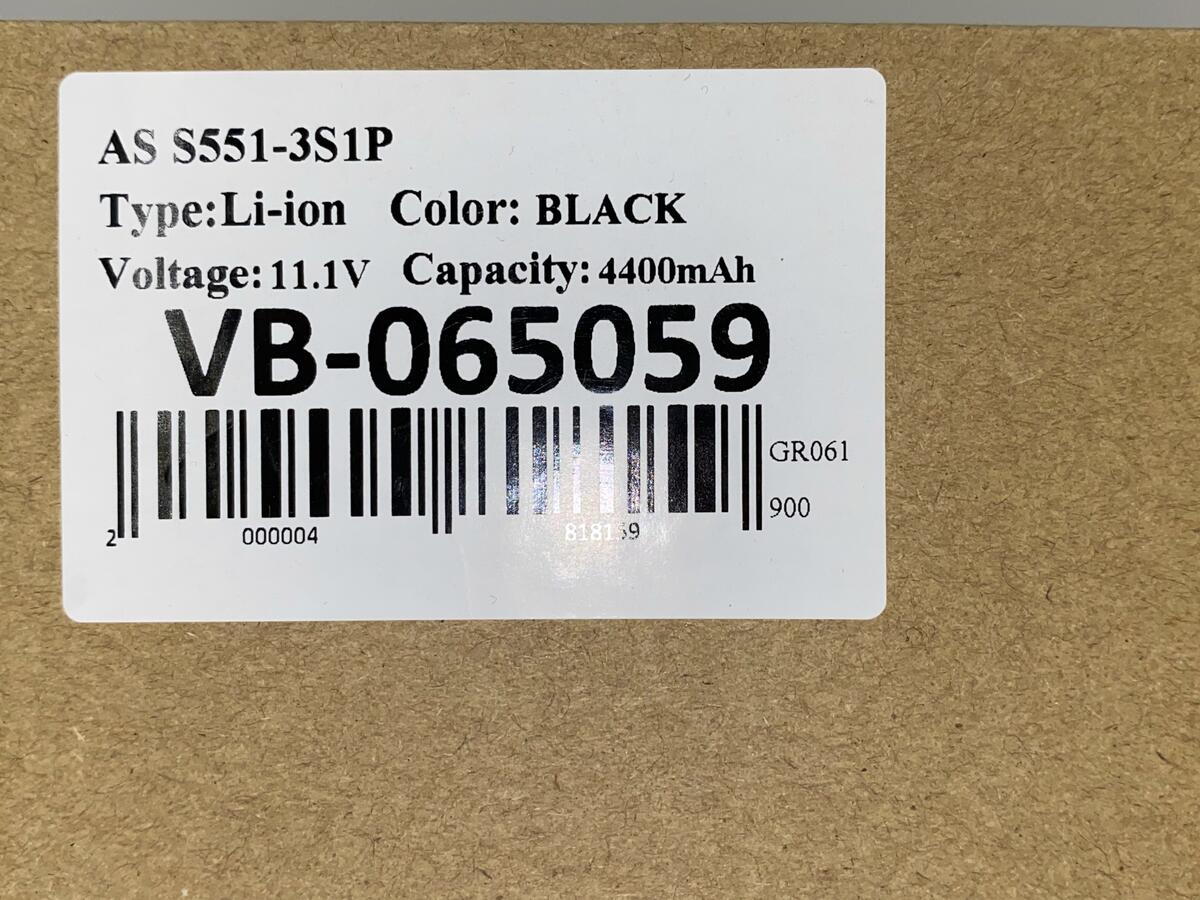 AS S551-3S1P
Type:Li-ion Color: BLACK
Voltage: 11.1V Capacity: 4400mAh
VB-065059
GR061
900
2 000004 818159